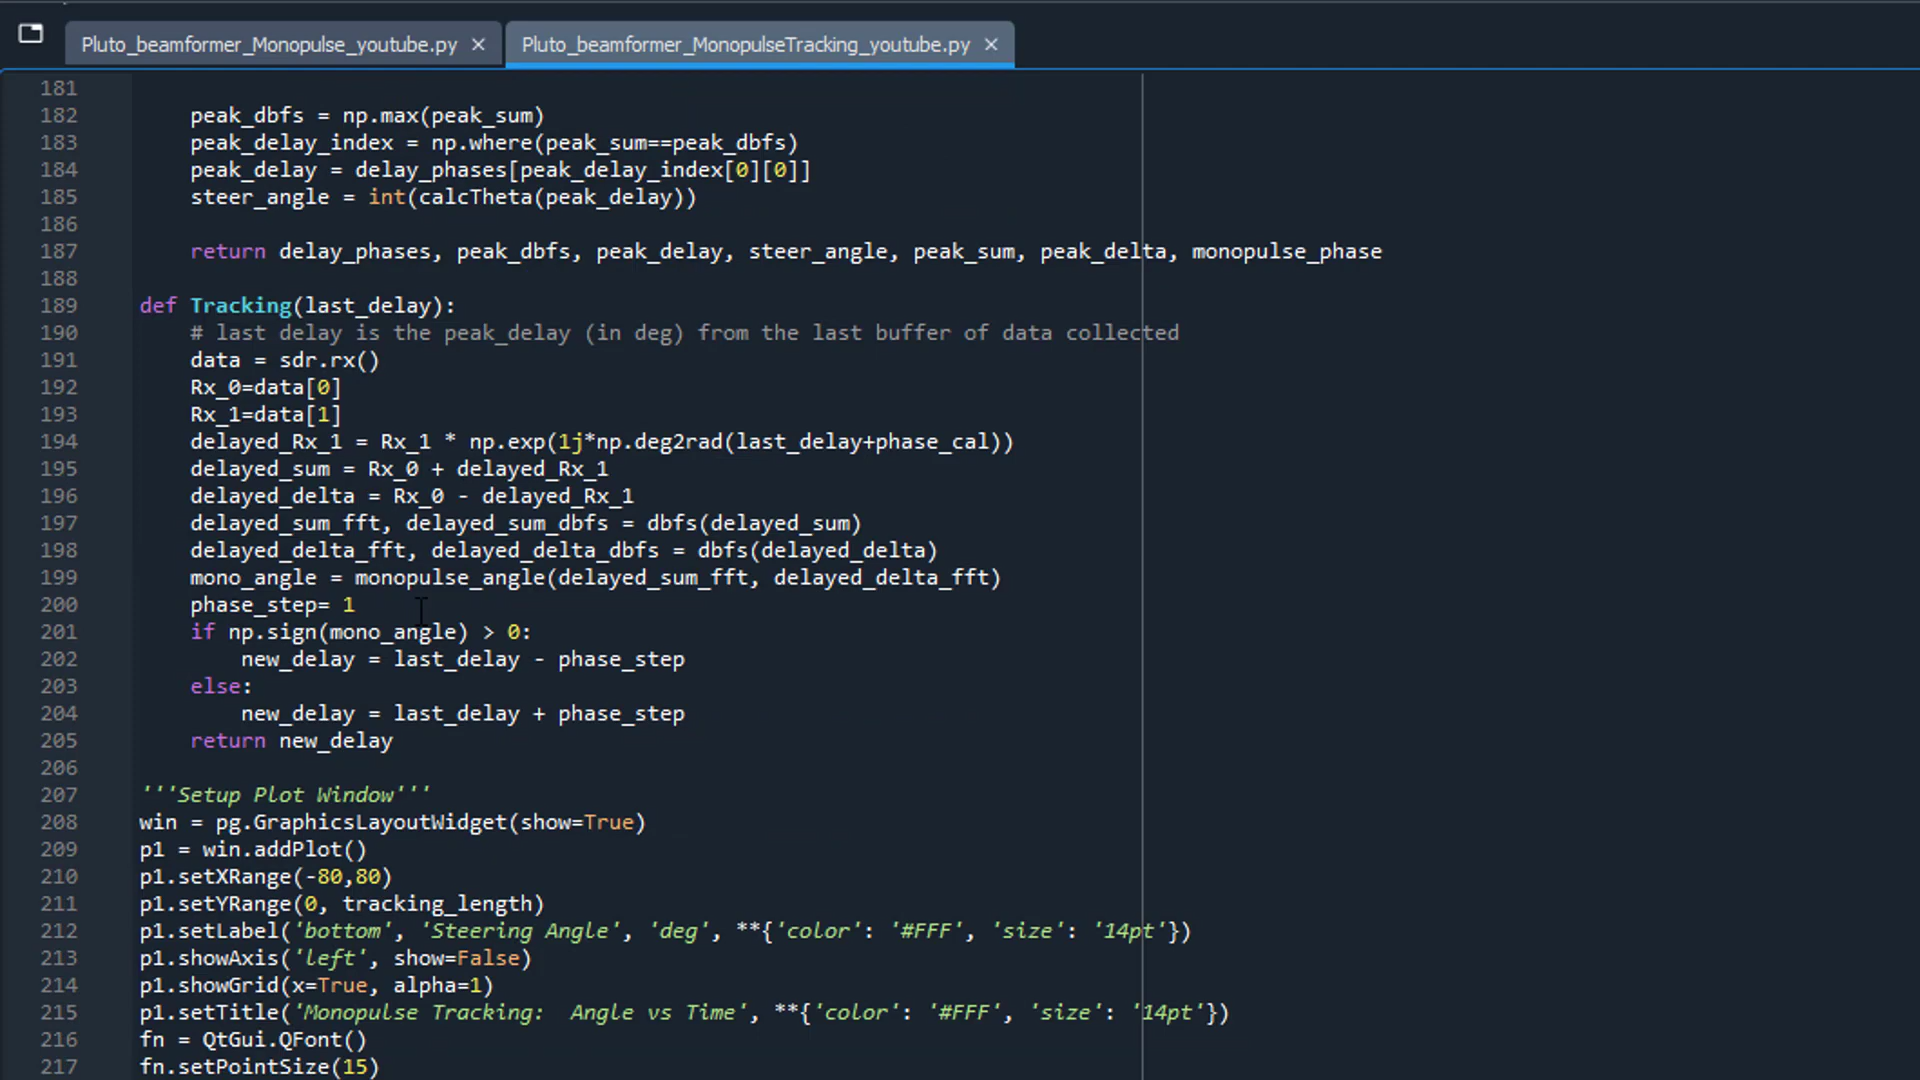 Pluto_beamformer_Monopulse_youtube.py
Pluto_beamformer_MonopulseTracking_youtube.py
181
182 peak_dbfs = np.max(peak_sum)
183 peak_delay_index = np.where(peak_sum==peak_dbfs)
184 peak_delay = delay_phases[peak_delay_index[0][0]]
185 steer_angle = int(calcTheta(peak_delay))
186
187 return delay_phases, peak_dbfs, peak_delay, steer_angle, peak_sum, peak_delta, monopulse_phase
188
189 def Tracking(last_delay):
190 # last delay is the peak_delay (in deg) from the last buffer of data collected
191 data = sdr.rx()
192 Rx_0=data[0]
193 Rx_1=data[1]
194 delayed_Rx_1 = Rx_1 * np.exp(1j*np.deg2rad(last_delay+phase_cal))
195 delayed_sum = Rx_0 + delayed_Rx_1
196 delayed_delta = Rx_0 - delayed_Rx_1
197 delayed_sum_fft, delayed_sum_dbfs = dbfs(delayed_sum)
198 delayed_delta_fft, delayed_delta_dbfs = dbfs(delayed_delta)
199 mono_angle = monopulse_angle(delayed_sum_fft, delayed_delta_fft)
200 phase_step= 1
201 if np.sign(mono_angle) > 0:
202 new_delay = last_delay - phase_step
203 else:
204 new_delay = last_delay + phase_step
205 return new_delay
206
207 '''Setup Plot Window'''
208 win = pg.GraphicsLayoutWidget(show=True)
209 p1 = win.addPlot()
210 p1.setXRange(-80,80)
211 p1.setYRange(0, tracking_length)
212 p1.setLabel('bottom', 'Steering Angle', 'deg', **{'color': '#FFF', 'size': '14pt'})
213 p1.showAxis('left', show=False)
214 p1.showGrid(x=True, alpha=1)
215 p1.setTitle('Monopulse Tracking:  Angle vs Time', **{'color': '#FFF', 'size': '14pt'})
216 fn = QtGui.QFont()
217 fn.setPointSize(15)